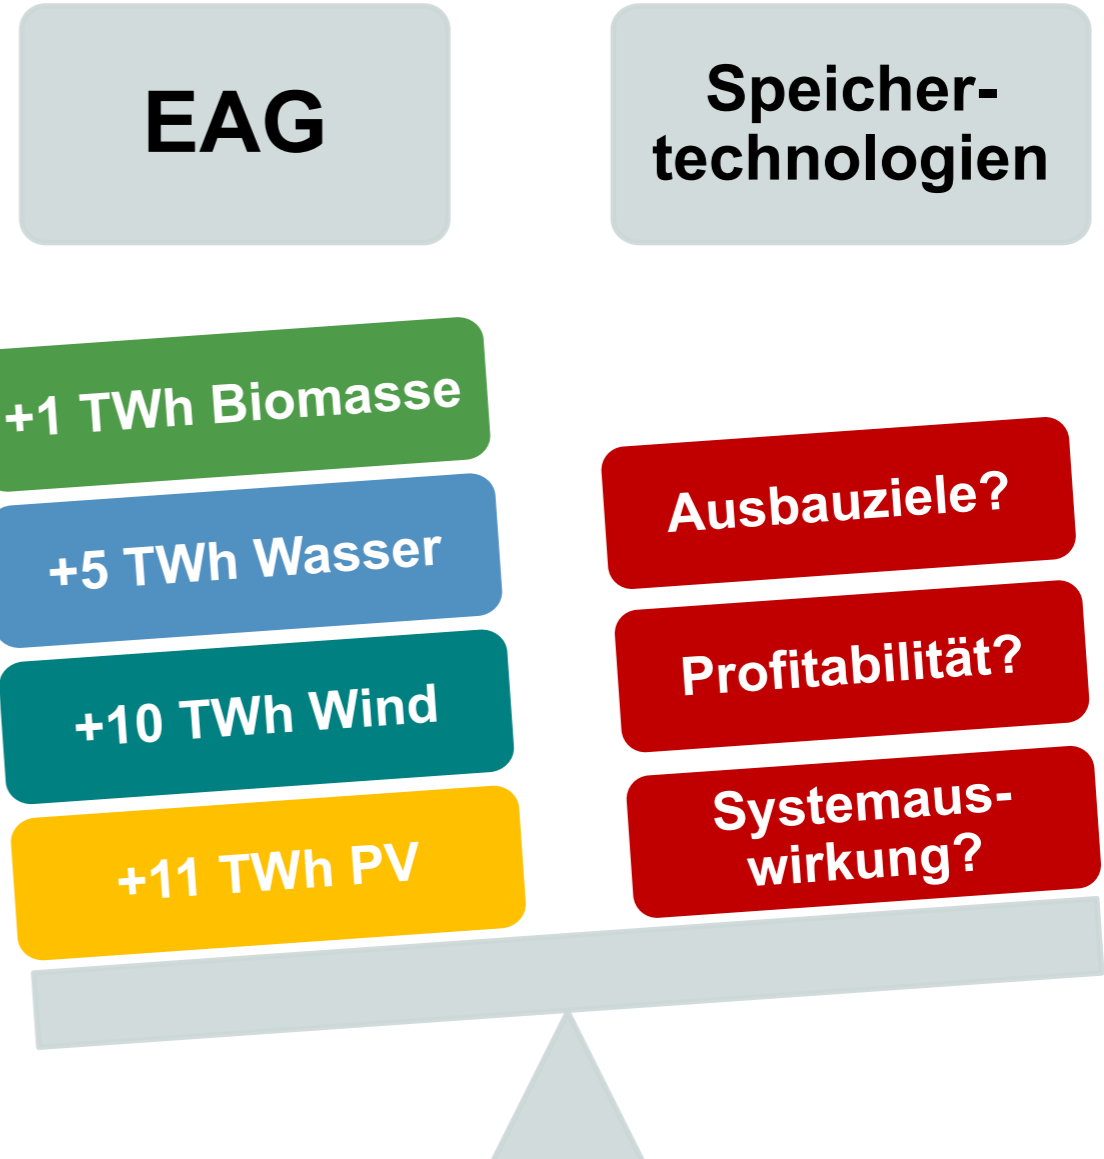 EAG
Speicher-
technologien
+1 TWh Biomasse
+5 TWh Wasser
+10 TWh Wind
+11 TWh PV
Ausbauziele?
Profitabilität?
Systemaus-
wirkung?